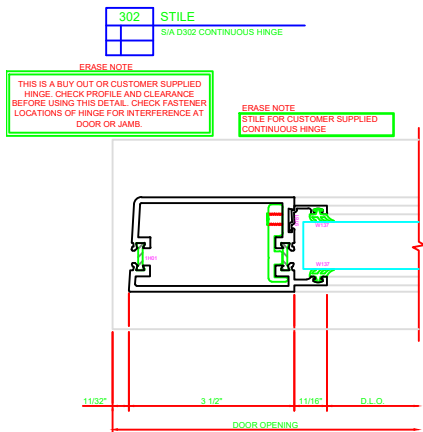 302 STILE
S/A D302 CONTINUOUS HINGE.
ERASE NOTE
THIS IS A BUY OUT OR CUSTOMER SUPPLIED
HINGE. CHECK PROFILE AND CLEARANCE
BEFORE USING THIS DETAIL. CHECK FASTENER
LOCATIONS OF HINGE FOR INTERFERENCE AT
DOOR OR JAMB.
ERASE NOTE
STILE FOR CUSTOMER SUPPLIED
CONTINUOUS HINGE
W137
W137
11/32" 3 1/2" 11/16" D.L.O.
DOOR OPENING